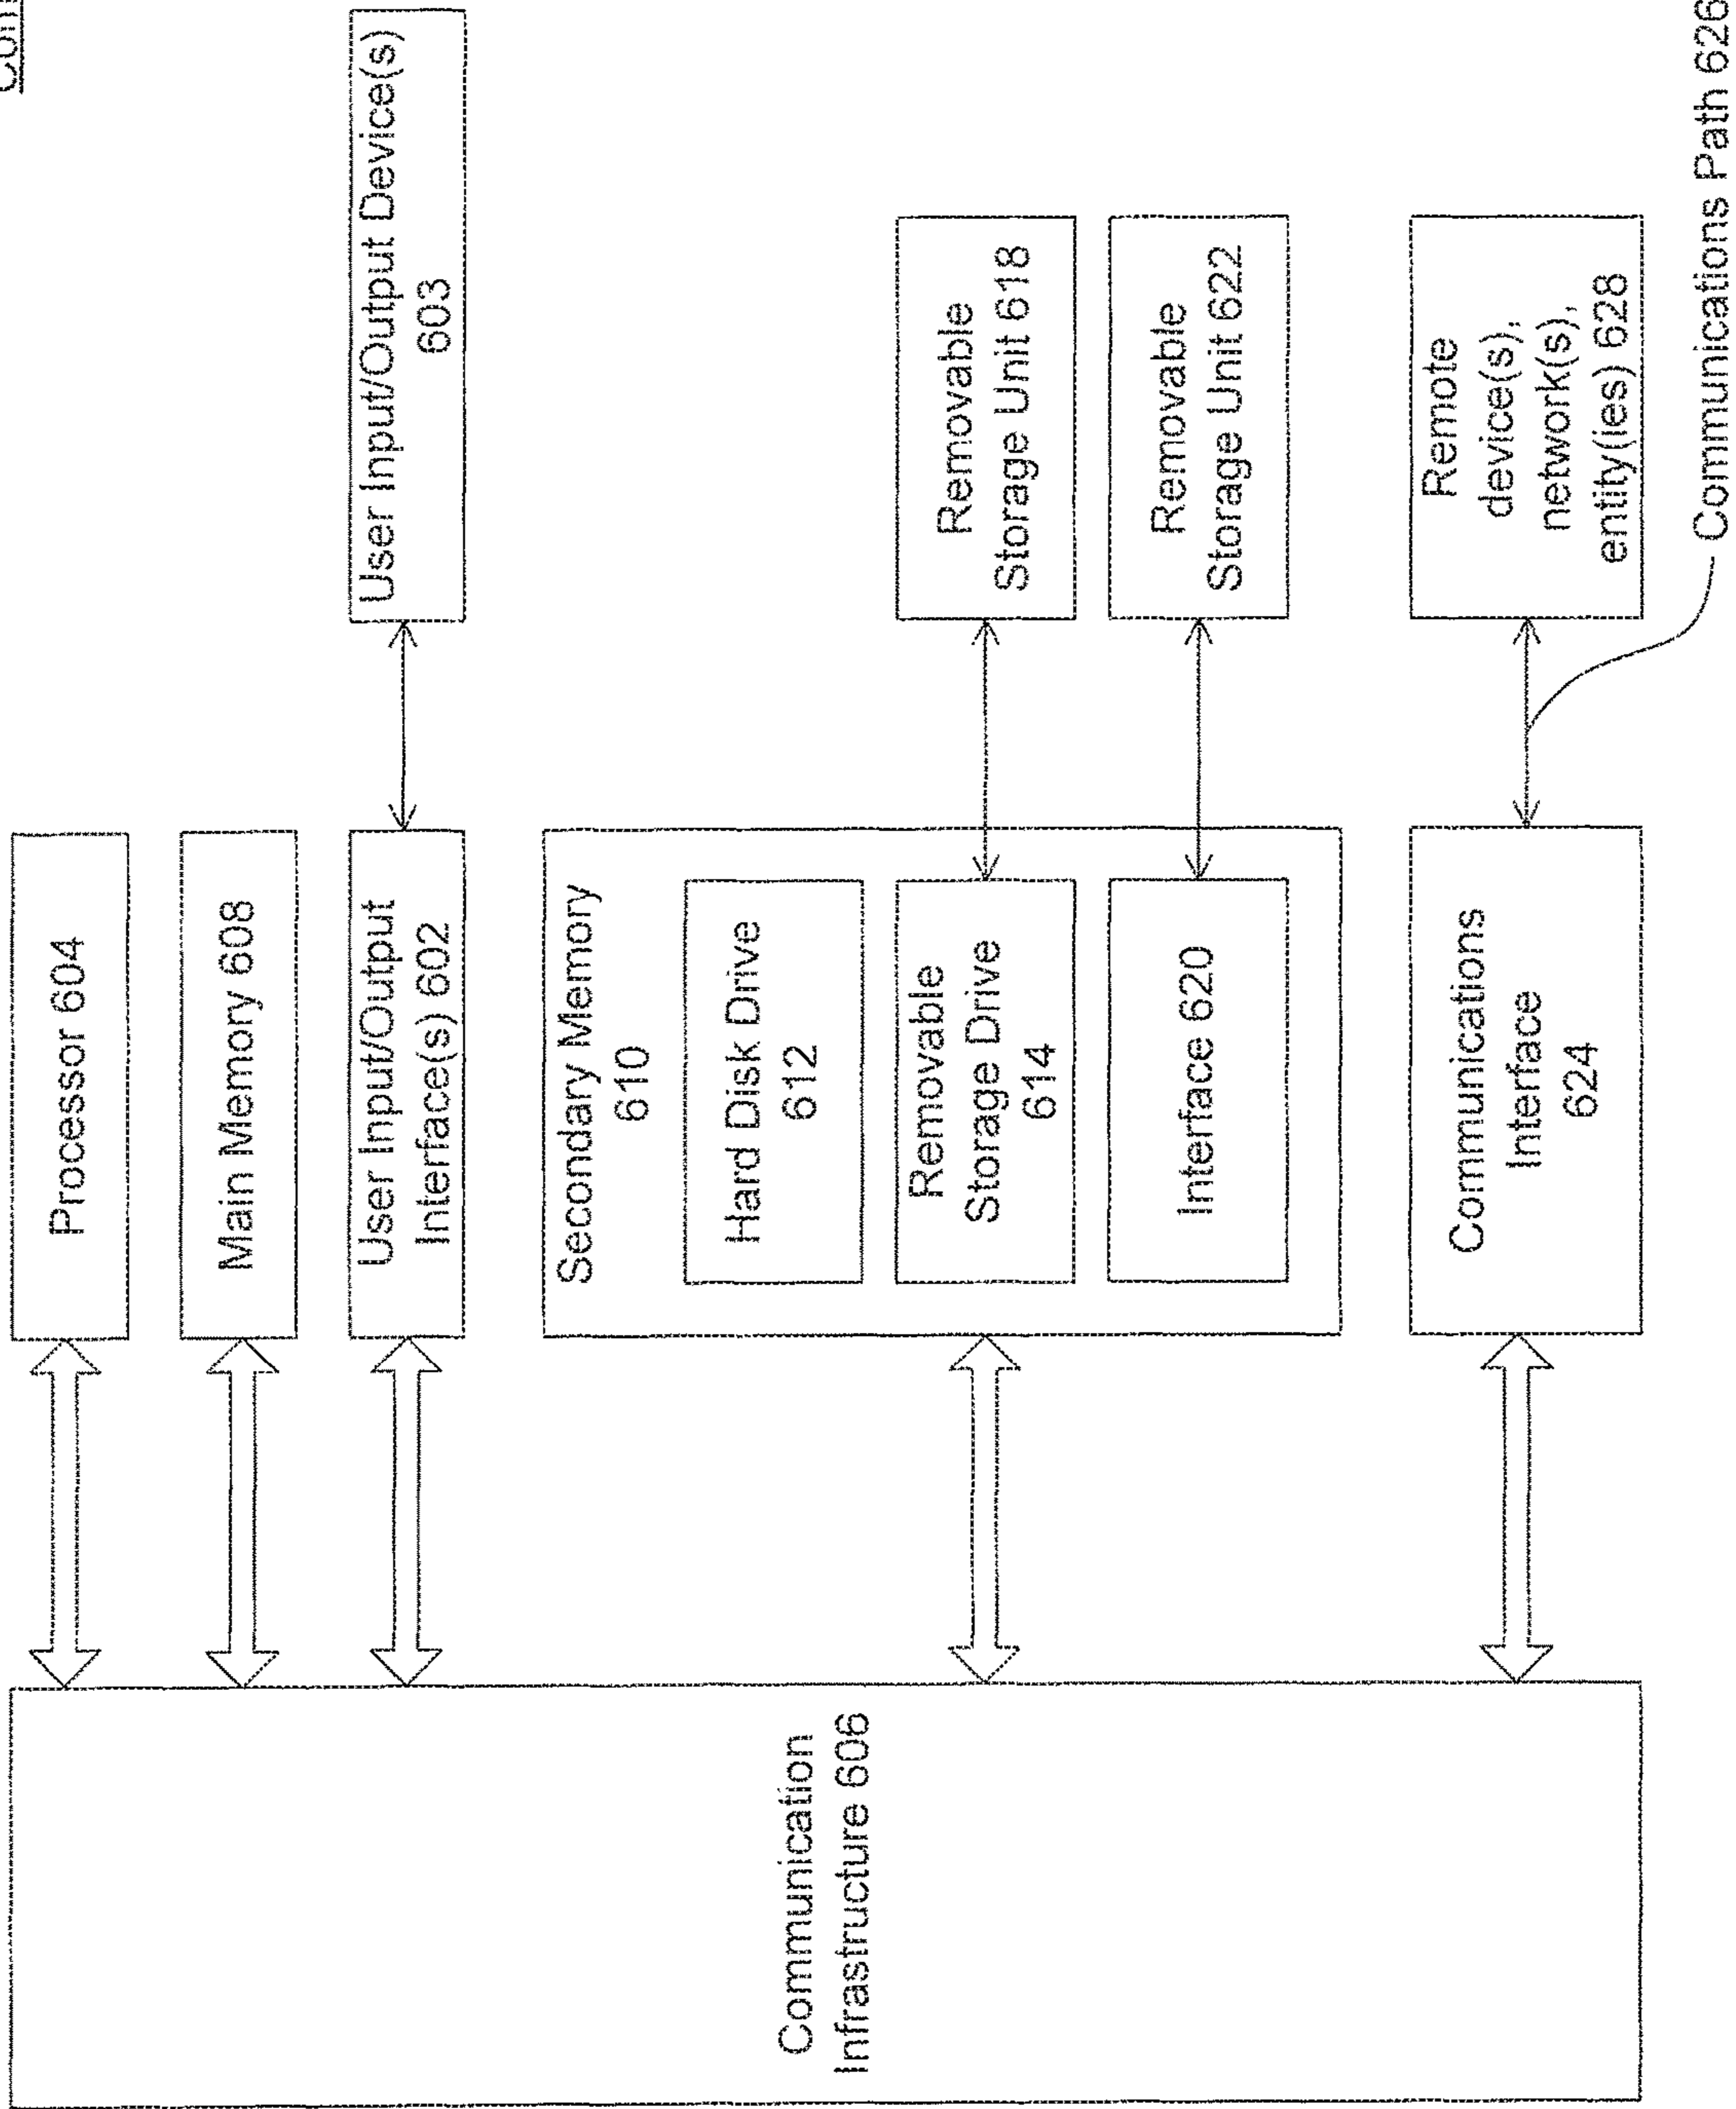 Processor 604
Main Memory 608
User Input/Output
Interface(s) 602
User Input/Output Device(s)
603
Secondary Memory
610
Hard Disk Drive
612
Removable
Storage Drive
614
Removable
Storage Unit 618
Interface 620
Removable
Storage Unit 622
Communication
Infrastructure 606
Communications
Interface
624
Remote
device(s),
network(s),
entity(ies) 628
Communications Path 626